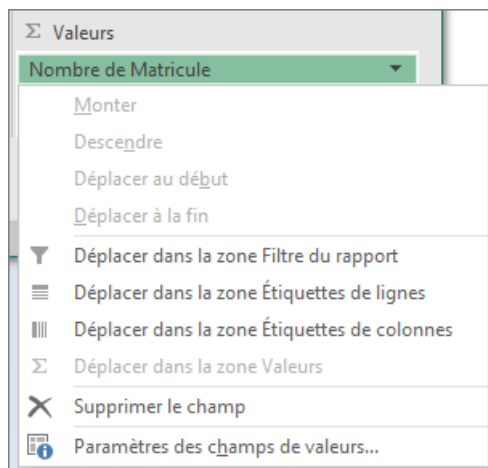 Σ Valeurs
Nombre de Matricule
Monter
Descendre
Déplacer au début
Déplacer à la fin
Déplacer dans la zone Filtre du rapport
Déplacer dans la zone Étiquettes de lignes
Déplacer dans la zone Étiquettes de colonnes
Σ Déplacer dans la zone Valeurs
Supprimer le champ
Paramètres des champs de valeurs...